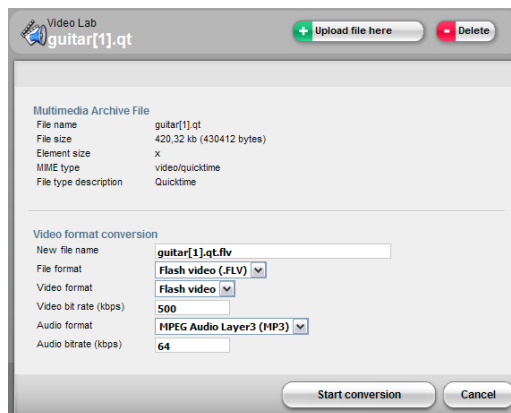 Video Lab
guitar[1].qt
Upload file here
Delete
Multimedia Archive File
File name guitar[1].qt
File size 420,32 kb (430412 bytes)
Element size x
MIME type video/quicktime
File type description Quicktime
Video format conversion
New file name guitar[1].qt.flv
File format Flash video (.FLV)
Video format Flash video
Video bit rate (kbps) 500
Audio format MPEG Audio Layer3 (MP3)
Audio bitrate (kbps) 64
Start conversion Cancel